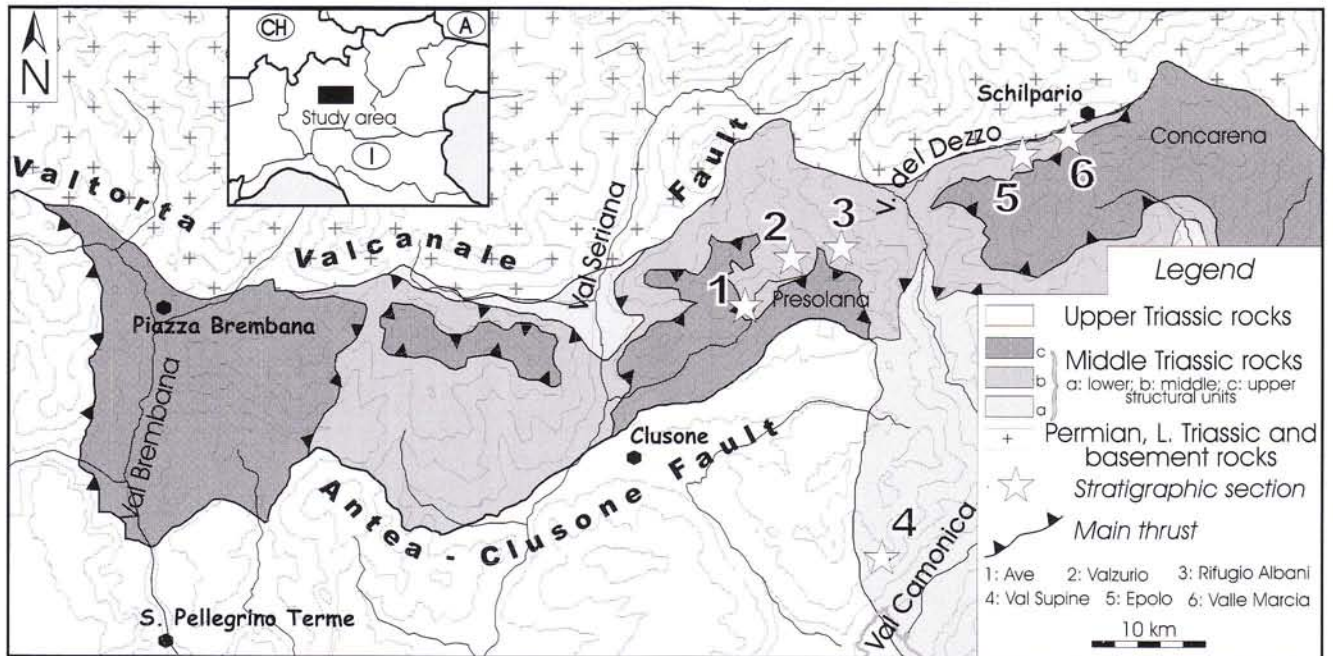 N
CH
A
Study area
I
Valtorta
Valcanale
Fault
Val Seriana
V. del Dezzo
Schilpario
Concarena
5
6
2
3
1
Presolana
Piazza Brembana
Val Brembana
Clusone
Antea - Clusone Fault
4
Val Camonica
S. Pellegrino Terme
Legend
Upper Triassic rocks
c
b
a
Middle Triassic rocks
a: lower; b: middle; c: upper
structural units
Permian, L. Triassic and
basement rocks
Stratigraphic section
Main thrust
1: Ave 2: Valzurio 3: Rifugio Albani
4: Val Supine 5: Epolo 6: Valle Marcia
10 km